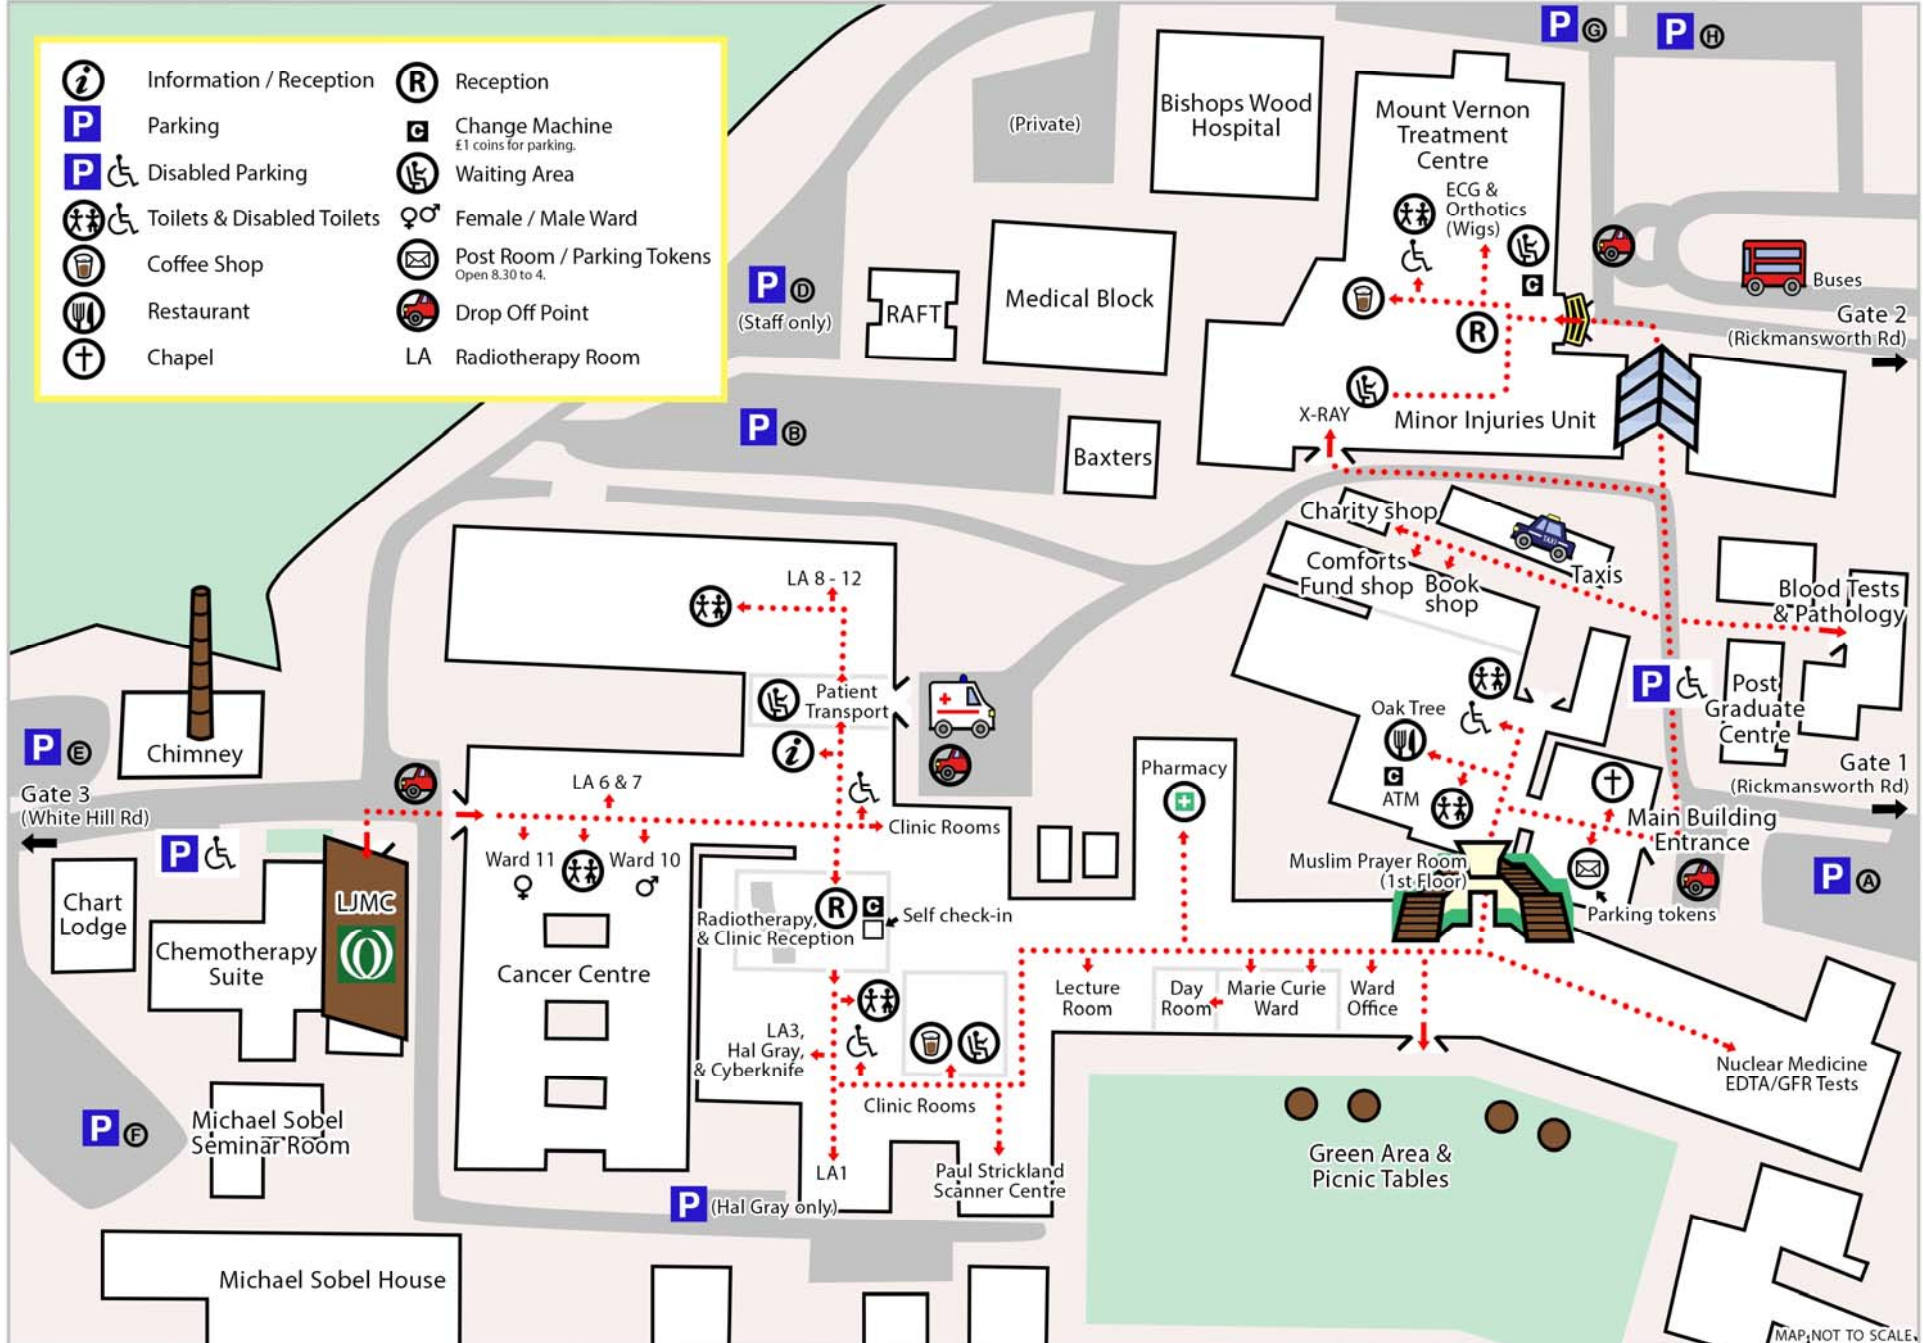 i
Information / Reception
R
Reception
P
Parking
C
Change Machine
£1 coins for parking.
P
Disabled Parking
Waiting Area
Toilets & Disabled Toilets
♀♂
Female / Male Ward
Coffee Shop
Post Room / Parking Tokens
Open 8.30 to 4.
Restaurant
Drop Off Point
Chapel
LA
Radiotherapy Room
(Private)
Bishops Wood
Hospital
P G
P H
Mount Vernon
Treatment
Centre
ECG &
Orthotics
(Wigs)
C
R
Buses
Gate 2
(Rickmansworth Rd)
P D
(Staff only)
RAFT
Medical Block
P B
Baxters
X-RAY
Minor Injuries Unit
Charity shop
TAXI
Taxis
Comforts
Fund shop
Book
shop
Blood Tests
& Pathology
P
Post
Graduate
Centre
Gate 1
(Rickmansworth Rd)
LA 8 - 12
Patient
Transport
i
LA 6 & 7
Clinic Rooms
Ward 11
♀
Ward 10
♂
Chimney
P E
Gate 3
(White Hill Rd)
P
Chart
Lodge
Chemotherapy
Suite
LJMC
Cancer Centre
R
C
Self check-in
Radiotherapy,
& Clinic Reception
Pharmacy
Oak Tree
C
ATM
Main Building
Entrance
Muslim Prayer Room
(1st Floor)
Parking tokens
P A
Lecture
Room
Day
Room
Marie Curie
Ward
Ward
Office
Nuclear Medicine
EDTA/GFR Tests
LA3,
Hal Gray,
& Cyberknife
Clinic Rooms
LA1
Paul Strickland
Scanner Centre
P F
Michael Sobel
Seminar Room
P (Hal Gray only)
Green Area &
Picnic Tables
Michael Sobel House
MAP NOT TO SCALE